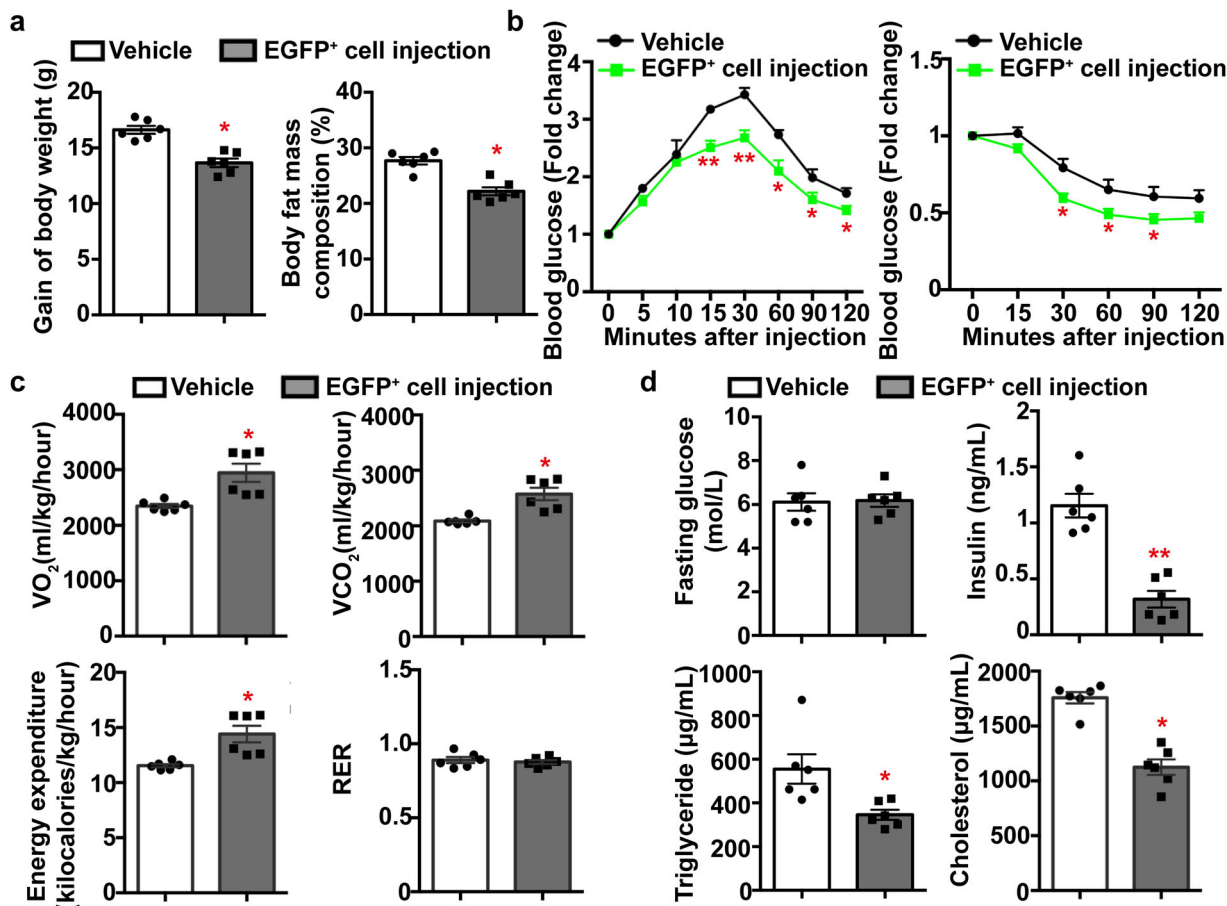 a
Vehicle
EGFP⁺ cell injection
Gain of body weight (g)
20
15
10
5
0
*
Body fat mass
composition (%)
40
30
20
10
0
*
b
Vehicle
EGFP⁺ cell injection
Blood glucose (Fold change)
4
3
2
1
0
** ** * * *
0 5 10 15 30 60 90 120
Minutes after injection
Vehicle
EGFP⁺ cell injection
Blood glucose (Fold change)
1.5
1
0.5
0
* * *
0 15 30 60 90 120
Minutes after injection
c
Vehicle
EGFP⁺ cell injection
VO₂(ml/kg/hour)
4000
3000
2000
1000
0
*
VCO₂(ml/kg/hour)
4000
3000
2000
1000
0
*
Energy expenditure
(kilocalories/kg/hour)
20
15
10
5
0
*
RER
1.5
1.0
0.5
0
d
Vehicle
EGFP⁺ cell injection
Fasting glucose
(mol/L)
10
8
6
4
2
0
Insulin (ng/mL)
2
1.5
1
0.5
0
**
Triglyceride (µg/mL)
1000
800
600
400
200
0
*
Cholesterol (µg/mL)
2000
1500
1000
500
0
*